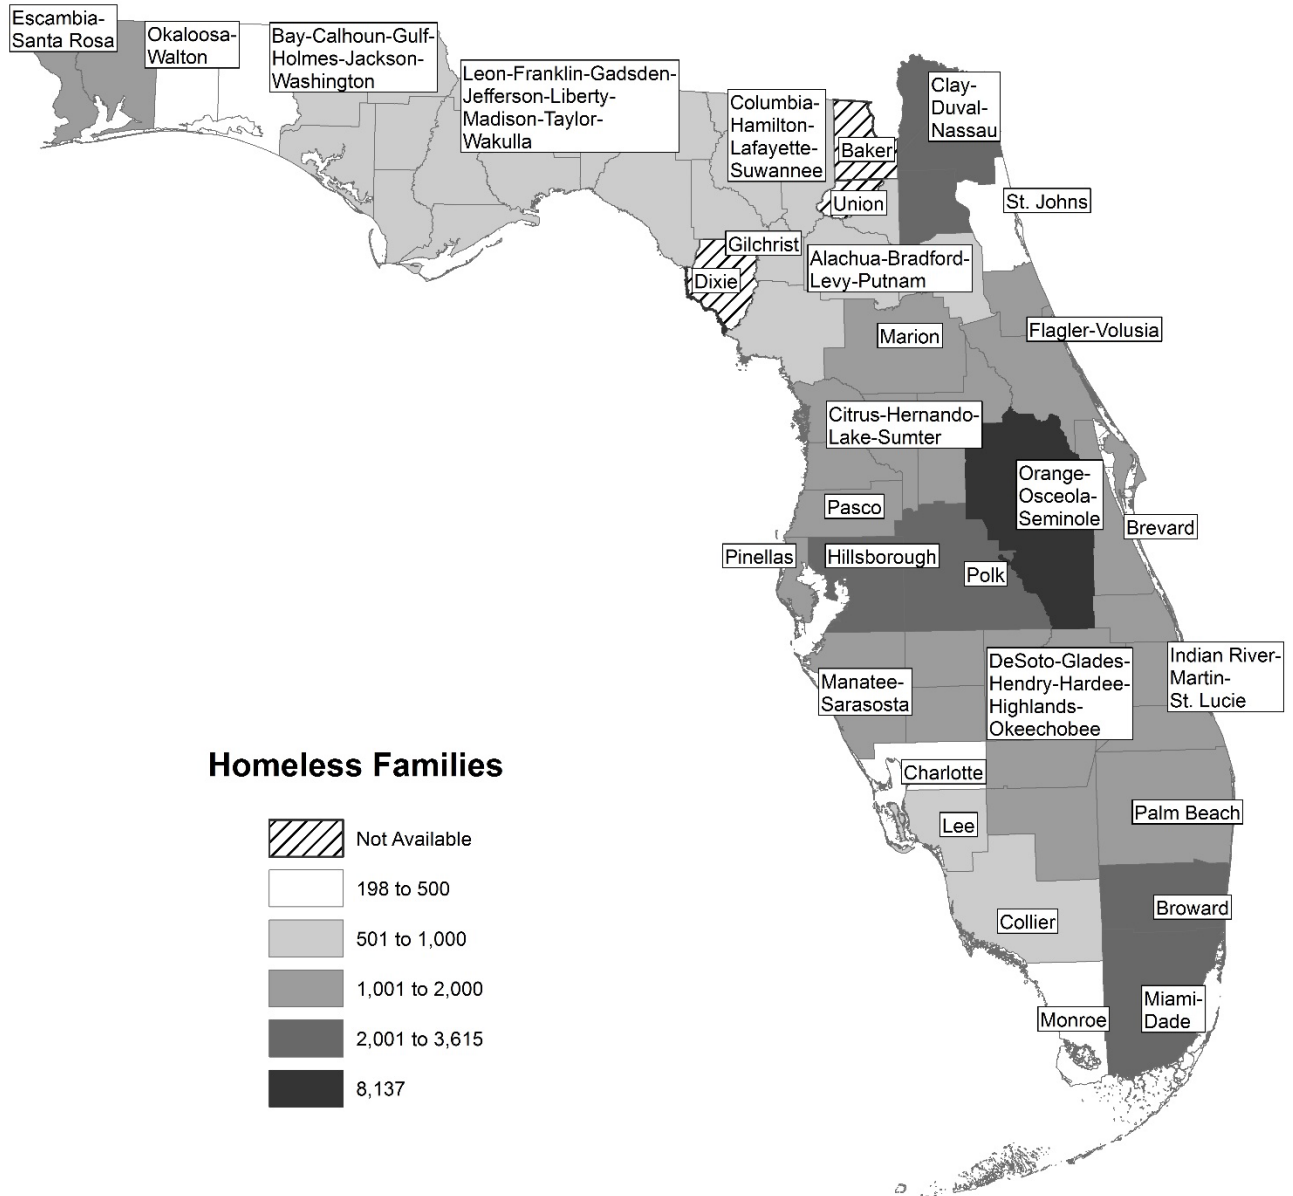 Escambia-
Santa Rosa
Okaloosa-
Walton
Bay-Calhoun-Gulf-
Holmes-Jackson-
Washington
Leon-Franklin-Gadsden-
Jefferson-Liberty-
Madison-Taylor-
Wakulla
Columbia-
Hamilton-
Lafayette-
Suwannee
Baker
Union
Clay-
Duval-
Nassau
St. Johns
Gilchrist
Dixie
Alachua-Bradford-
Levy-Putnam
Marion
Flagler-Volusia
Citrus-Hernando-
Lake-Sumter
Orange-
Osceola-
Seminole
Pasco
Brevard
Pinellas
Hillsborough
Polk
Manatee-
Sarasosta
DeSoto-Glades-
Hendry-Hardee-
Highlands-
Okeechobee
Indian River-
Martin-
St. Lucie
Charlotte
Lee
Palm Beach
Collier
Broward
Monroe
Miami-
Dade
Homeless Families
Not Available
198 to 500
501 to 1,000
1,001 to 2,000
2,001 to 3,615
8,137